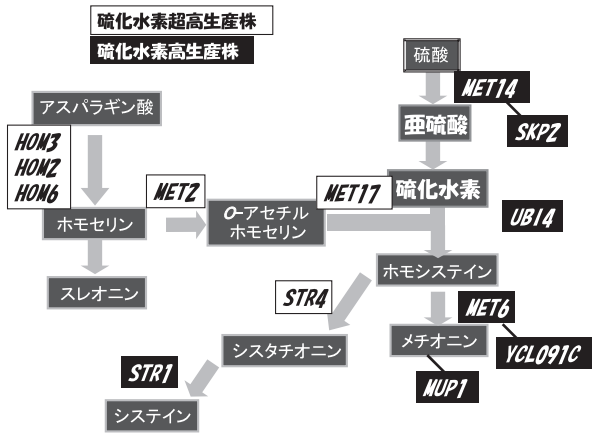 硫化水素超高生産株
硫化水素高生産株
硫酸
MET14
アスパラギン酸
亜硫酸
SKP2
HOM3
HOM2
HOM6
MET2
MET17
硫化水素
O-アセチル
ホモセリン
ホモセリン
UBI4
ホモシステイン
スレオニン
STR4
MET6
シスタチオニン
メチオニン
YCL091C
STR1
MUP1
システイン